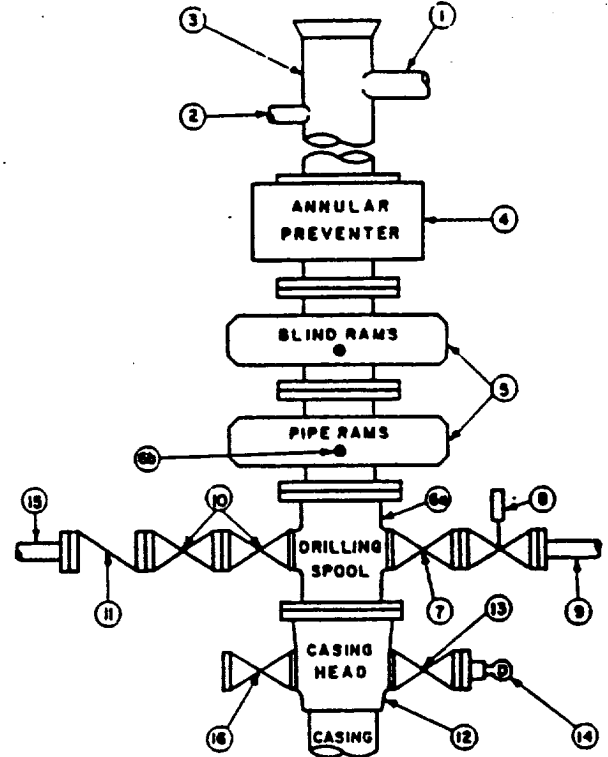 3
1
2
ANNULAR
PREVENTER
4
BLIND RAMS
5
PIPE RAMS
6b
15
10
6a
8
DRILLING
SPOOL
11
7
13
9
CASING
HEAD
16
12
14
CASING